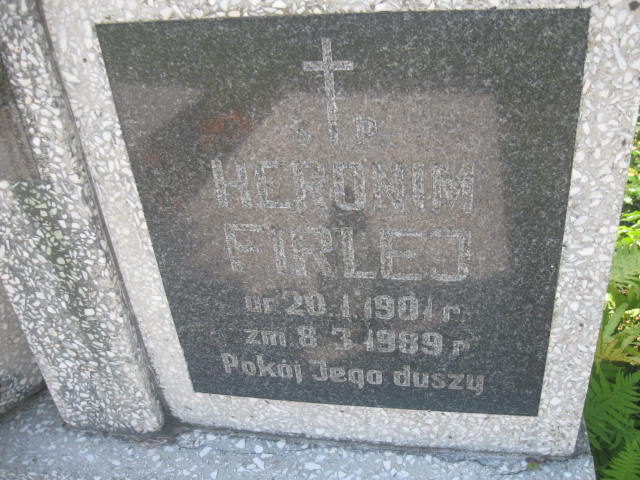 Ś P
HERONIM
FIRLEJ
ur 20.1.1901 r
zm 8.3.1989 r
Pokój Jego duszy